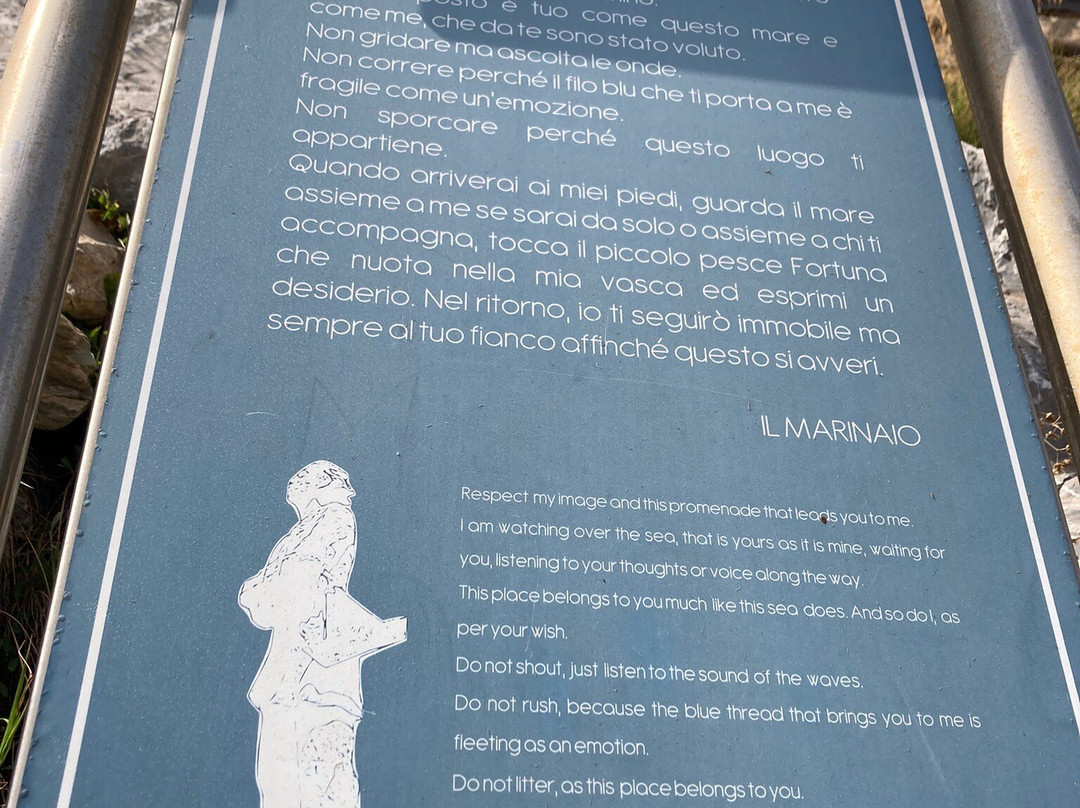 è tuo come questo mare e
come me, che da te sono stato voluto.
Non gridare ma ascolta le onde.
Non correre perché il filo blu che ti porta a me è
fragile come un'emozione.
Non sporcare perché questo luogo ti
appartiene.
Quando arriverai ai miei piedi, guarda il mare
assieme a me se sarai da solo o assieme a chi ti
accompagna, tocca il piccolo pesce Fortuna
che nuota nella mia vasca ed esprimi un
desiderio. Nel ritorno, io ti seguirò immobile ma
sempre al tuo fianco affinché questo si avveri.
IL MARINAIO
Respect my image and this promenade that leads you to me.
I am watching over the sea, that is yours as it is mine, waiting for
you, listening to your thoughts or voice along the way.
This place belongs to you much like this sea does. And so do I, as
per your wish.
Do not shout, just listen to the sound of the waves.
Do not rush, because the blue thread that brings you to me is
fleeting as an emotion.
Do not litter, as this place belongs to you.